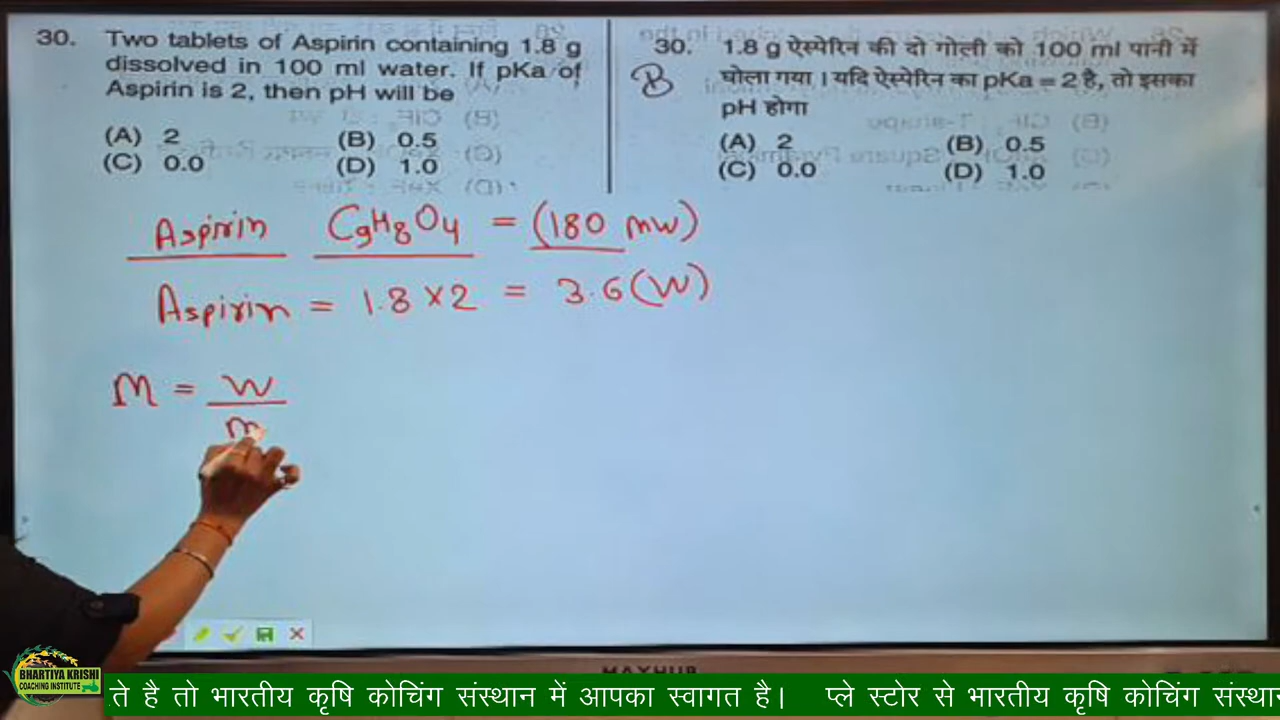 30. Two tablets of Aspirin containing 1.8 g
dissolved in 100 ml water. If pKa of
Aspirin is 2, then pH will be
(A) 2 (B) 0.5
(C) 0.0 (D) 1.0
30. 1.8 g ऐस्पेरिन की दो गोली को 100 ml पानी में
B घोला गया। यदि ऐस्पेरिन का pKa = 2 है, तो इसका
pH होगा
(A) 2 (B) 0.5
(C) 0.0 (D) 1.0
Aspirin C9H8O4 = (180 mw)
Aspirin = 1.8 × 2 = 3.6 (W)
M = W
m
MAXHUB
BHARTIYA KRISHI
COACHING INSTITUTE
ते है तो भारतीय कृषि कोचिंग संस्थान में आपका स्वागत है। प्ले स्टोर से भारतीय कृषि कोचिंग